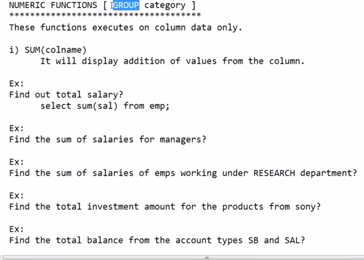 NUMERIC FUNCTIONS [ GROUP category ]
************************************
These functions executes on column data only.
i) SUM(colname)
It will display addition of values from the column.
Ex:
Find out total salary?
select sum(sal) from emp;
Ex:
Find the sum of salaries for managers?
Ex:
Find the sum of salaries of emps working under RESEARCH department?
Ex:
Find the total investment amount for the products from sony?
Ex:
Find the total balance from the account types SB and SAL?